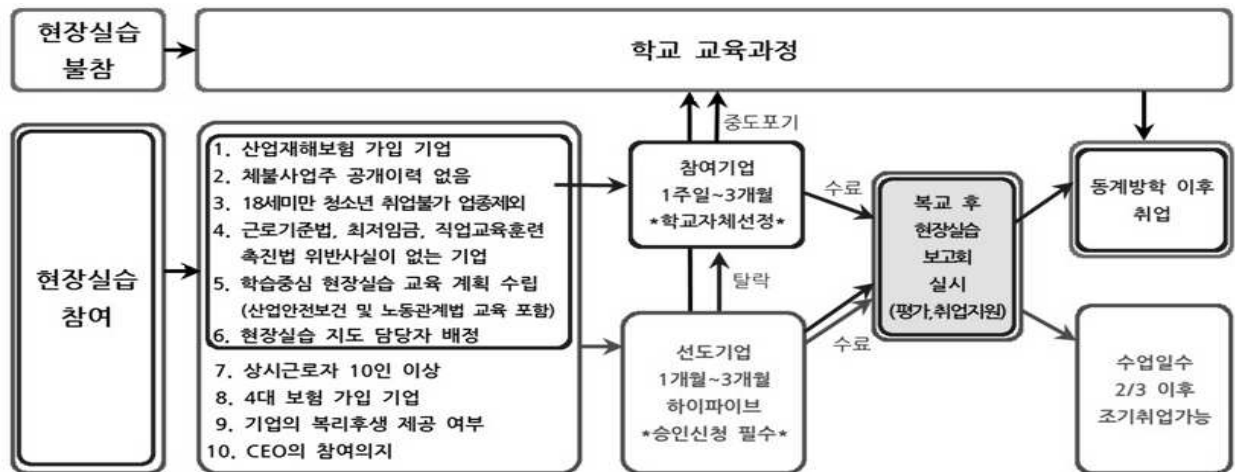 현장실습
불참
학교 교육과정
현장실습
참여
1. 산업재해보험 가입 기업
2. 체불사업주 공개이력 없음
3. 18세미만 청소년 취업불가 업종제외
4. 근로기준법, 최저임금, 직업교육훈련
촉진법 위반사실이 없는 기업
5. 학습중심 현장실습 교육 계획 수립
(산업안전보건 및 노동관계법 교육 포함)
6. 현장실습 지도 담당자 배정
7. 상시근로자 10인 이상
8. 4대 보험 가입 기업
9. 기업의 복리후생 제공 여부
10. CEO의 참여의지
중도포기
참여기업
1주일~3개월
*학교자체선정*
탈락
선도기업
1개월~3개월
하이파이브
*승인신청 필수*
수료
수료
복교 후
현장실습
보고회
실시
(평가,취업지원)
동계방학 이후
취업
수업일수
2/3 이후
조기취업가능